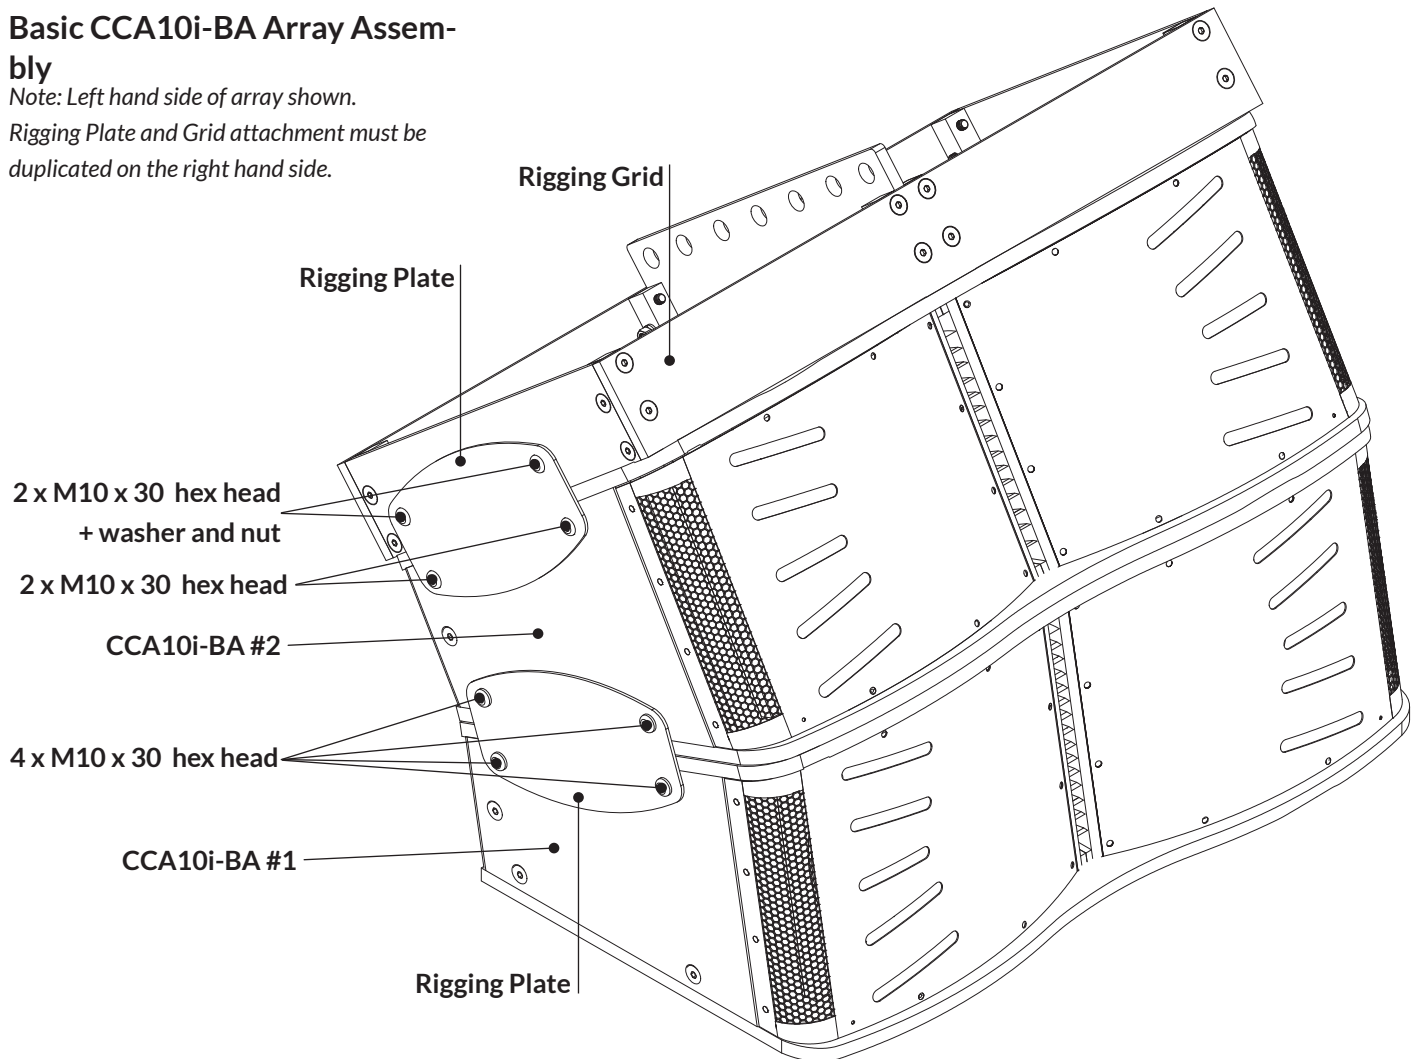 Basic CCA10i-BA Array Assem-
bly
Note: Left hand side of array shown.
Rigging Plate and Grid attachment must be
duplicated on the right hand side.
Rigging Grid
Rigging Plate
2 x M10 x 30 hex head
+ washer and nut
2 x M10 x 30 hex head
CCA10i-BA #2
4 x M10 x 30 hex head
CCA10i-BA #1
Rigging Plate